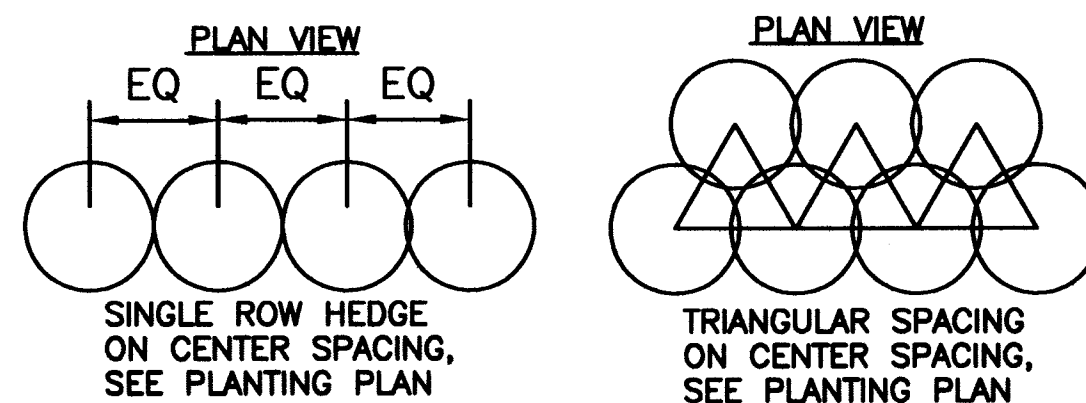 PLAN VIEW
EQ EQ EQ
SINGLE ROW HEDGE
ON CENTER SPACING,
SEE PLANTING PLAN
PLAN VIEW
TRIANGULAR SPACING
ON CENTER SPACING,
SEE PLANTING PLAN